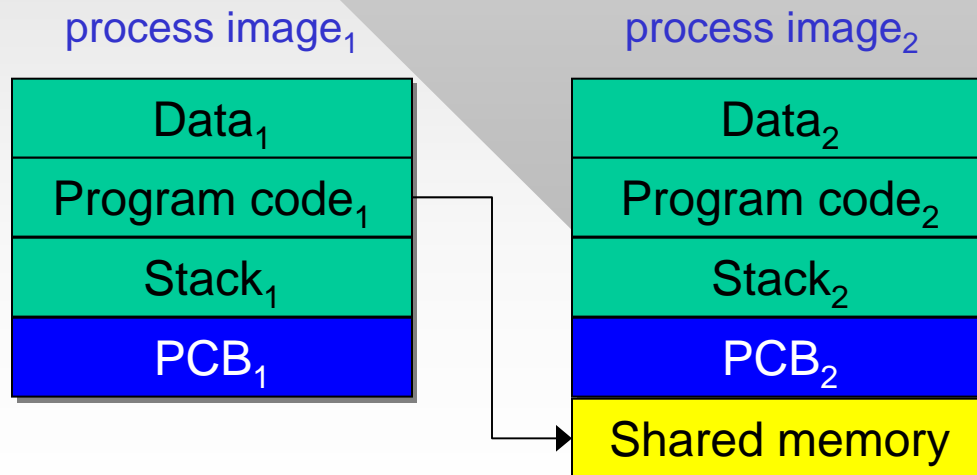 process image₁
Data₁
Program code₁
Stack₁
PCB₁
process image₂
Data₂
Program code₂
Stack₂
PCB₂
Shared memory